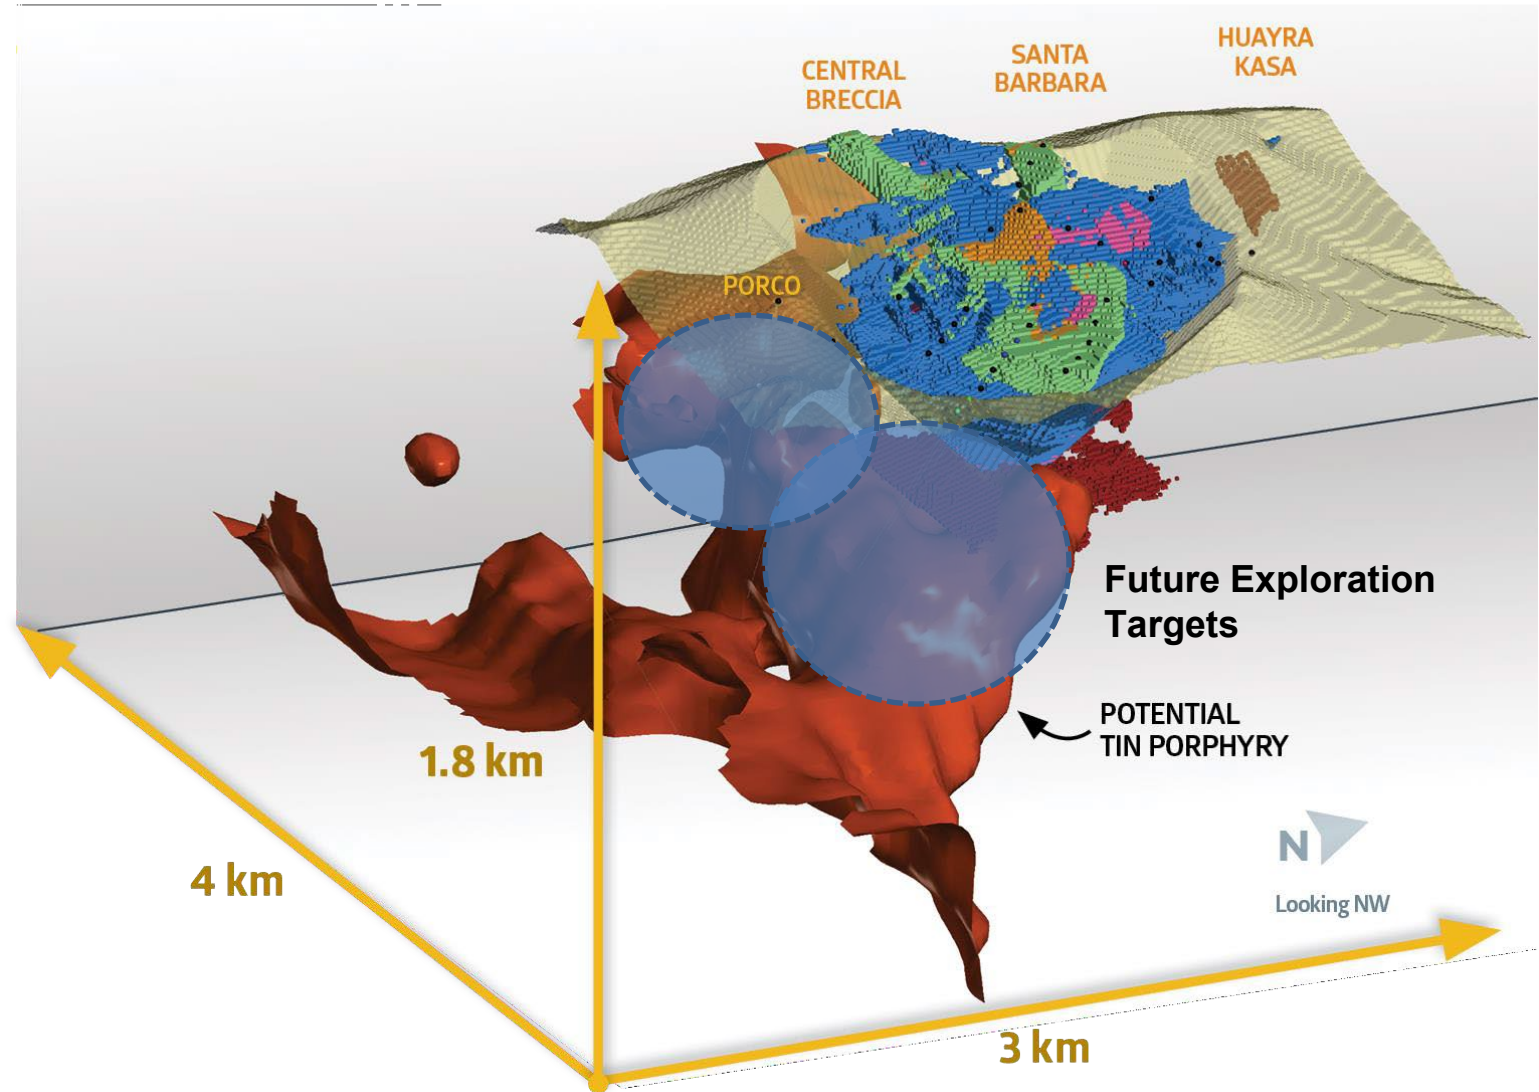 CENTRAL
BRECCIA
SANTA
BARBARA
HUAYRA
KASA
PORCO
Future Exploration
Targets
POTENTIAL
TIN PORPHYRY
1.8 km
4 km
N
Looking NW
3 km